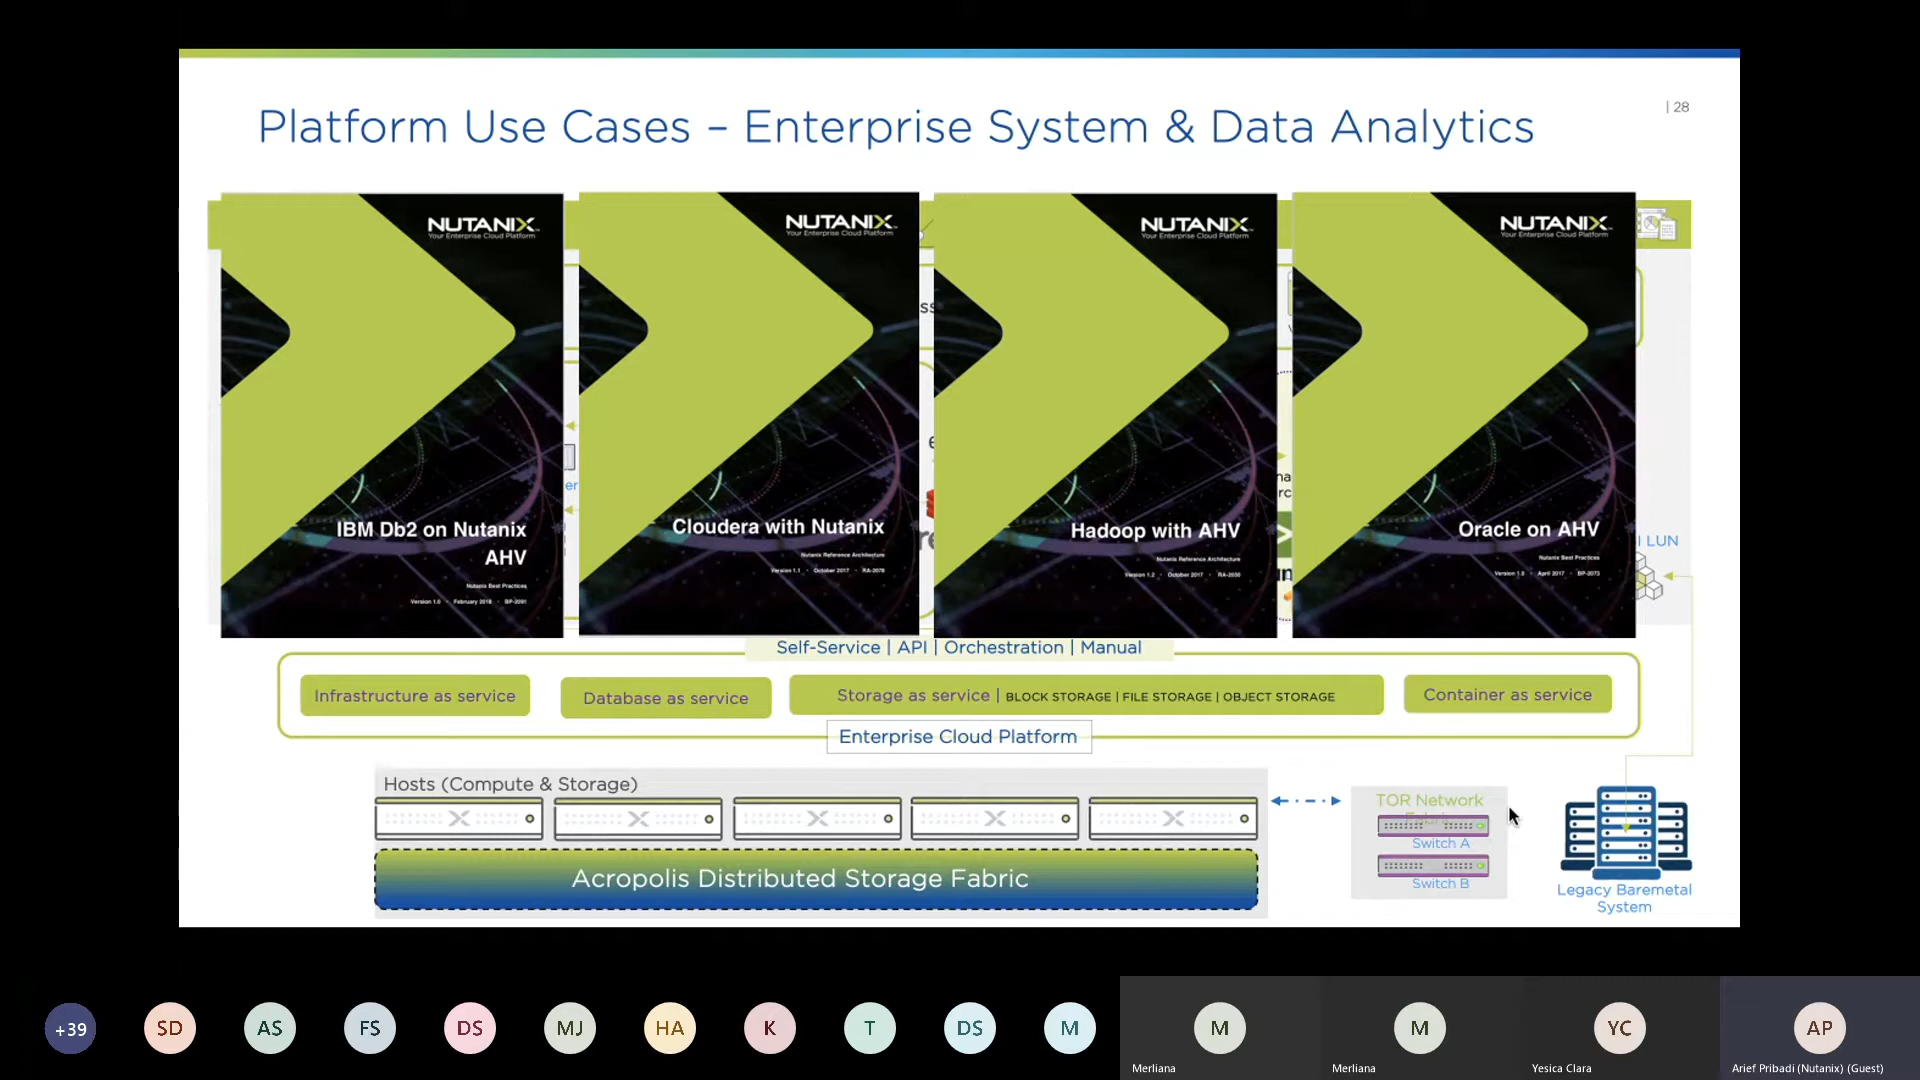 Platform Use Cases – Enterprise System & Data Analytics
| 28
NUTANIX
Your Enterprise Cloud Platform
IBM Db2 on Nutanix
AHV
Nutanix Best Practices
Version 1.0 • February 2018 • BP-2091
NUTANIX
Your Enterprise Cloud Platform
Cloudera with Nutanix
Nutanix Reference Architecture
Version 1.1 • October 2017 • RA-2078
NUTANIX
Your Enterprise Cloud Platform
Hadoop with AHV
Nutanix Reference Architecture
Version 1.2 • October 2017 • RA-2030
NUTANIX
Your Enterprise Cloud Platform
Oracle on AHV
Nutanix Best Practices
Version 1.0 • April 2017 • BP-2073
LUN
Self-Service | API | Orchestration | Manual
Infrastructure as service
Database as service
Storage as service | BLOCK STORAGE | FILE STORAGE | OBJECT STORAGE
Container as service
Enterprise Cloud Platform
Hosts (Compute & Storage)
Acropolis Distributed Storage Fabric
TOR Network
Switch A
Switch B
Legacy Baremetal
System
+39
SD
AS
FS
DS
MJ
HA
K
T
DS
M
M
Merliana
M
Merliana
YC
Yesica Clara
AP
Arief Pribadi (Nutanix) (Guest)